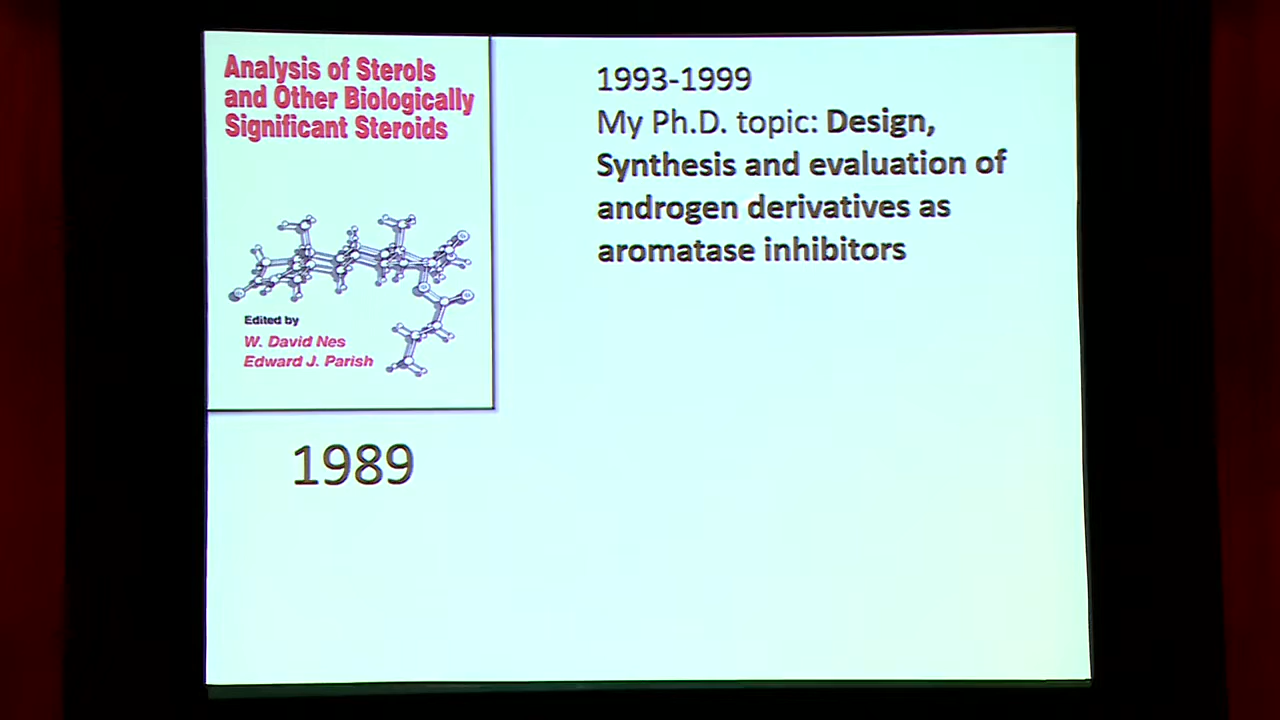 Analysis of Sterols
and Other Biologically
Significant Steroids
Edited by
W. David Nes
Edward J. Parish
1989
1993-1999
My Ph.D. topic: Design,
Synthesis and evaluation of
androgen derivatives as
aromatase inhibitors